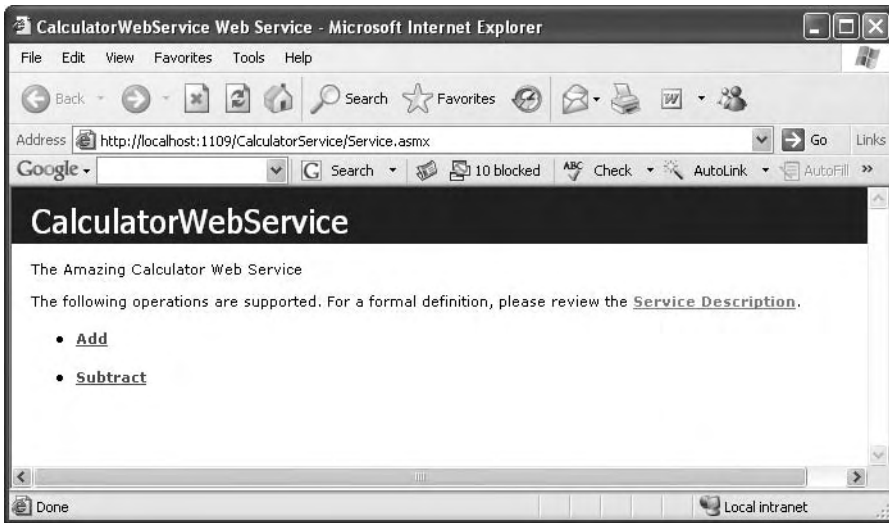 CalculatorWebService Web Service - Microsoft Internet Explorer
File Edit View Favorites Tools Help
Back Search Favorites W
Address http://localhost:1109/CalculatorService/Service.asmx Go Links
Google G Search 10 blocked ABC Check AutoLink AutoFill »
CalculatorWebService
The Amazing Calculator Web Service
The following operations are supported. For a formal definition, please review the Service Description.
• Add
• Subtract
Done Local intranet